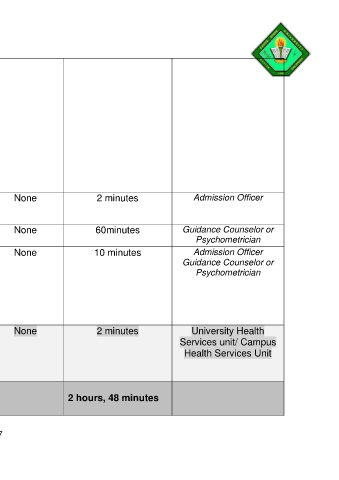 None 2 minutes Admission Officer
None 60minutes Guidance Counselor or
Psychometrician
None 10 minutes Admission Officer
Guidance Counselor or
Psychometrician
None 2 minutes University Health
Services unit/ Campus
Health Services Unit
2 hours, 48 minutes
7